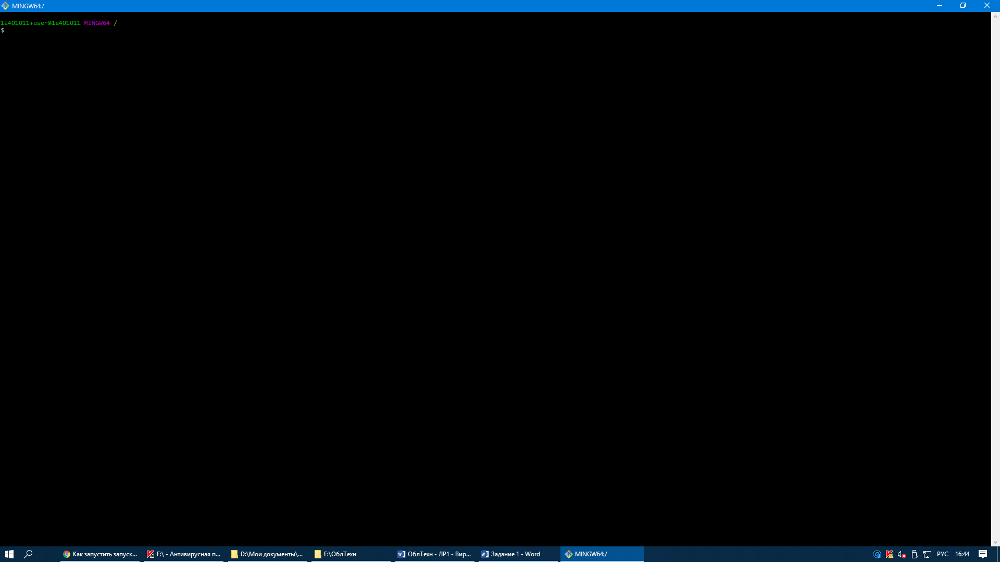 MINGW64:/
1E401011+user@1e401011 MINGW64 /
$
Как запустить запуск...
F:\ - Антивирусная п...
D:\Мои документы\...
F:\ОблТехн
ОблТехн - ЛР1 - Вир...
Задание 1 - Word
MINGW64:/
РУС
16:44